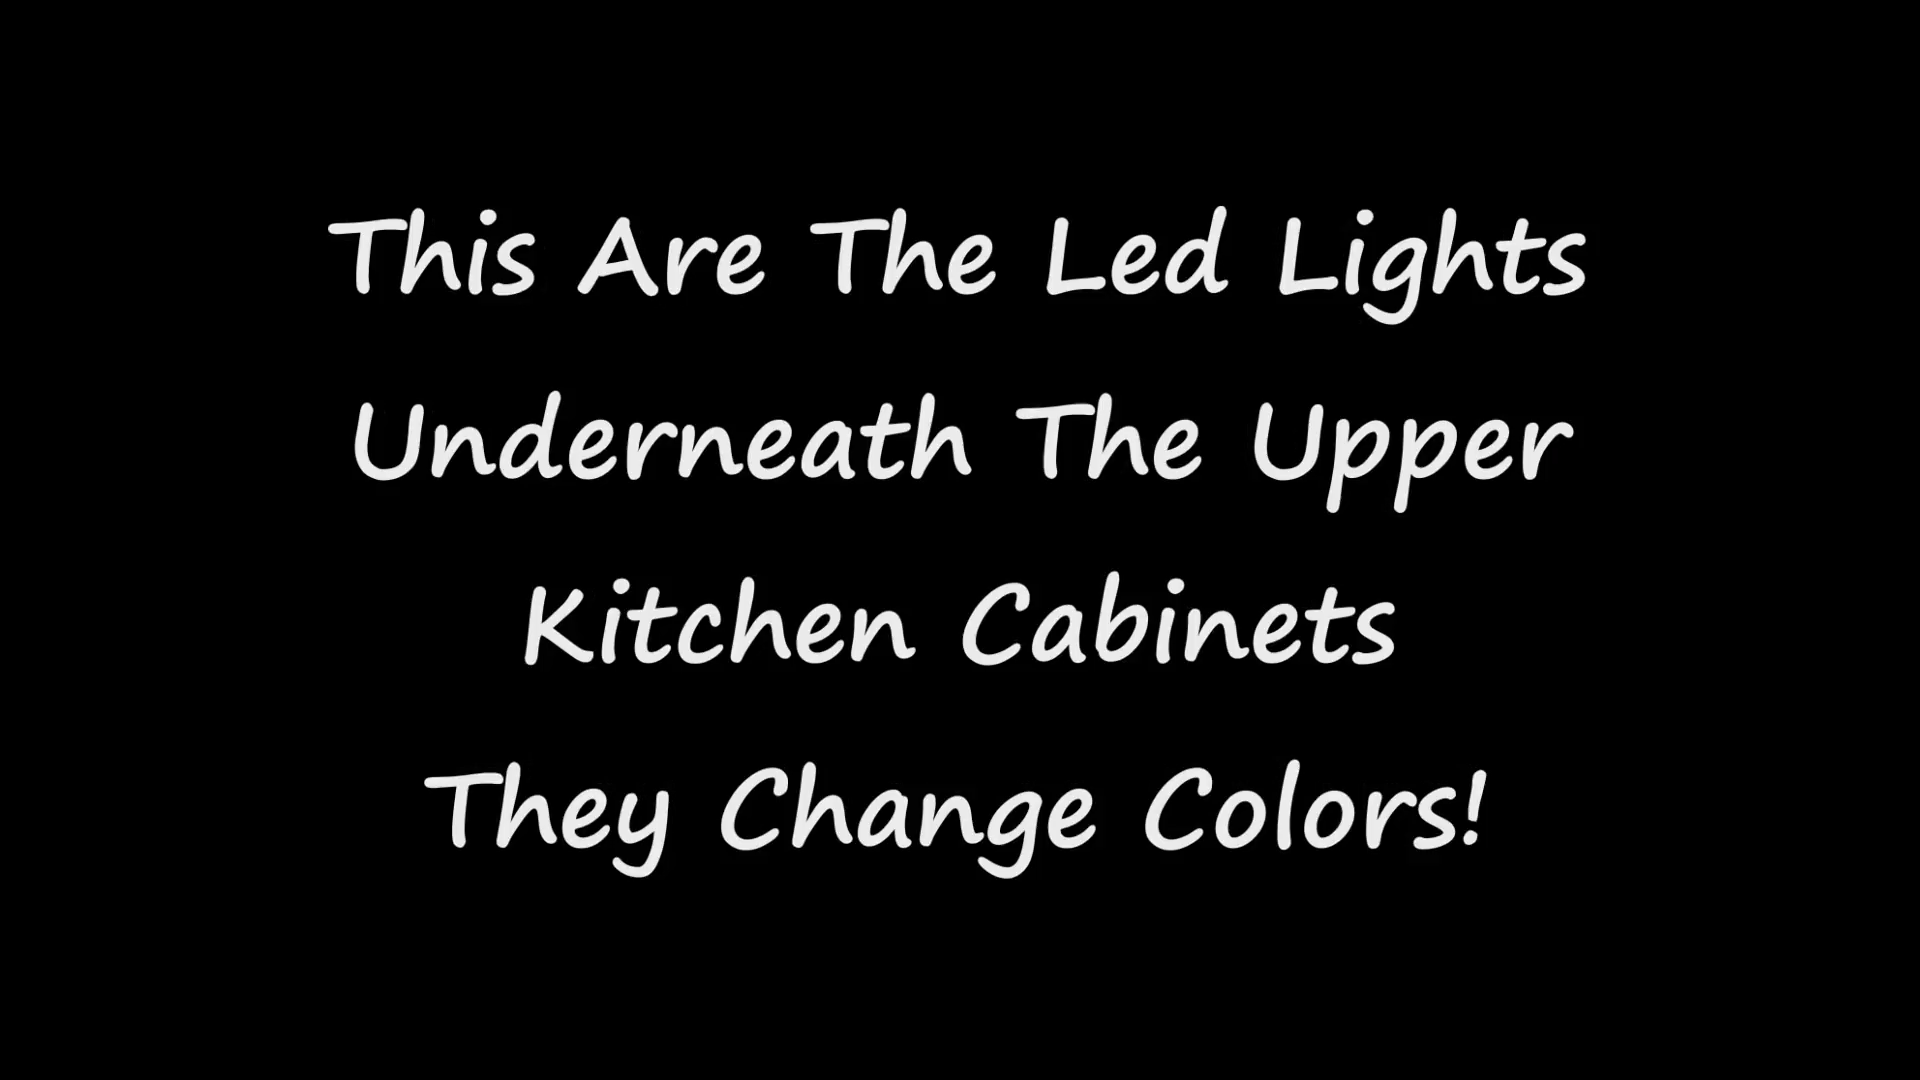 This Are The Led Lights
Underneath The Upper
Kitchen Cabinets
They Change Colors!